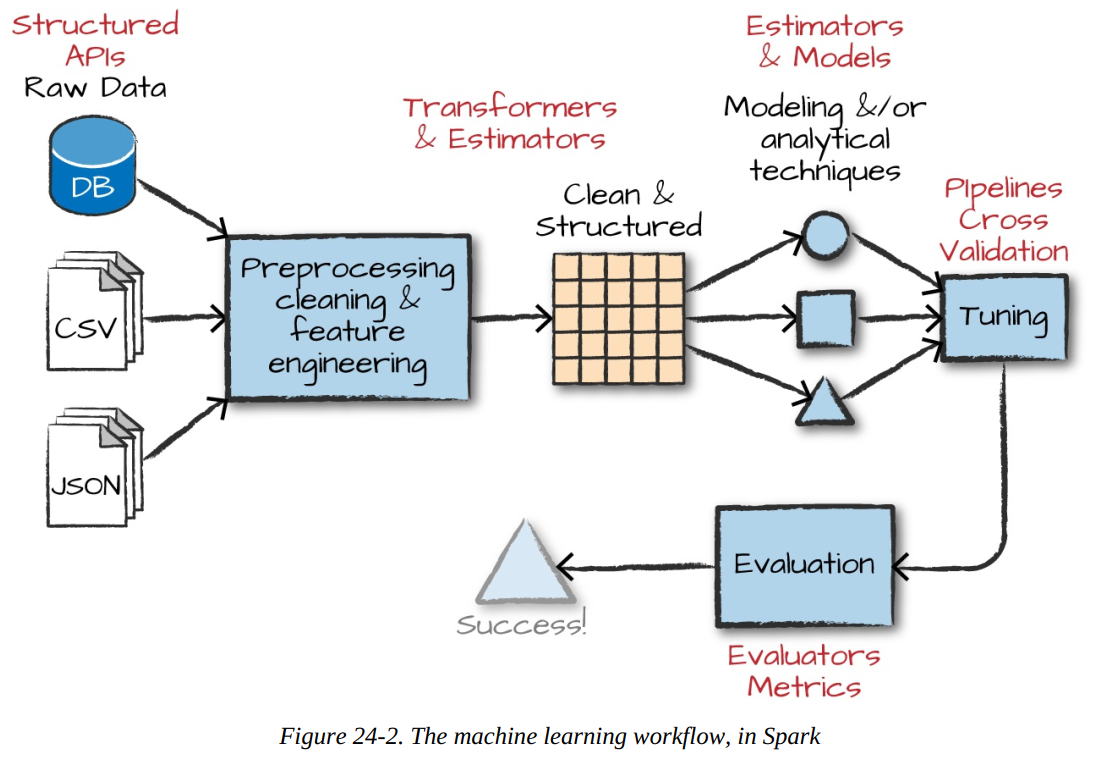 Structured
APIs
Raw Data
DB
CSV
JSON
Preprocessing
cleaning &
feature
engineering
Transformers
& Estimators
Clean &
Structured
Estimators
& Models
Modeling &/or
analytical
techniques
Pipelines
Cross
Validation
Tuning
Evaluation
Evaluators
Metrics
Success!
Figure 24-2. The machine learning workflow, in Spark